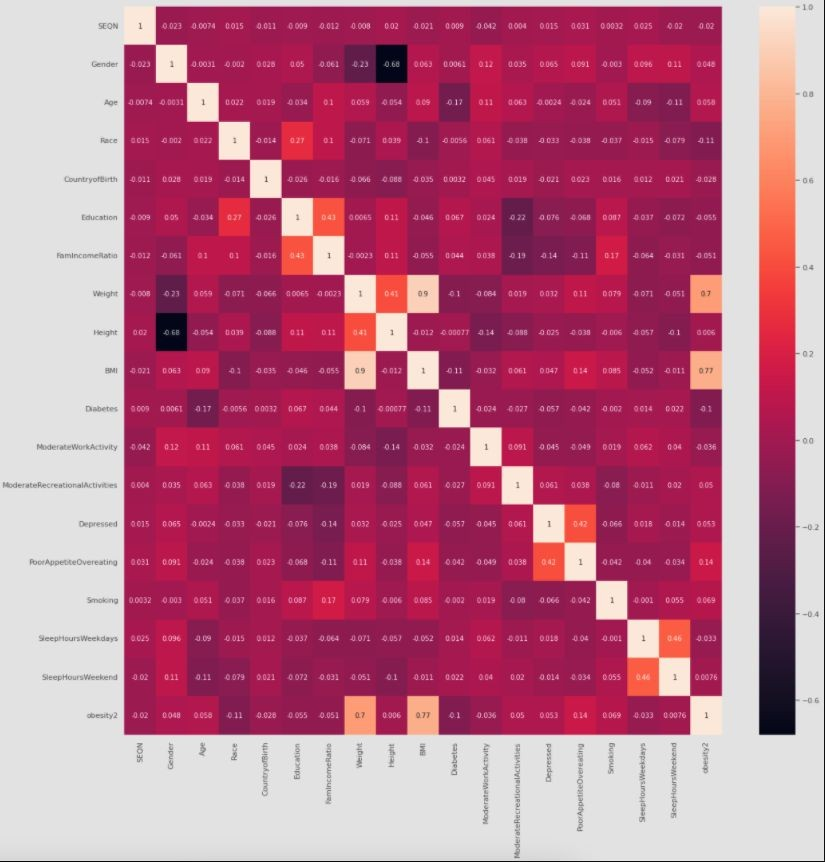 SEQN 1 -0.023 -0.0074 0.015 -0.011 -0.009 -0.012 -0.008 0.02 -0.021 0.009 -0.042 0.004 0.015 0.031 0.0032 0.025 -0.02 -0.02
Gender -0.023 1 -0.0031 -0.002 0.028 0.05 -0.061 -0.23 -0.68 0.063 0.0061 0.12 0.035 0.065 0.091 -0.003 0.096 0.11 0.048
Age -0.0074 -0.0031 1 0.022 0.019 -0.034 0.1 0.059 -0.054 0.09 -0.17 0.11 0.063 -0.0024 -0.024 0.051 -0.09 -0.11 0.058
Race 0.015 -0.002 0.022 1 -0.014 0.27 0.1 -0.071 0.039 -0.1 -0.0056 0.061 -0.038 -0.033 -0.038 -0.037 -0.015 -0.079 -0.11
CountryofBirth -0.011 0.028 0.019 -0.014 1 -0.026 -0.016 -0.066 -0.088 -0.035 0.0032 0.045 0.019 -0.021 0.023 0.016 0.012 0.021 -0.028
Education -0.009 0.05 -0.034 0.27 -0.026 1 0.43 0.0065 0.11 -0.046 0.067 0.024 -0.22 -0.076 -0.068 0.087 -0.037 -0.072 -0.055
FamIncomeRatio -0.012 -0.061 0.1 0.1 -0.016 0.43 1 -0.0023 0.11 -0.055 0.044 0.038 -0.19 -0.14 -0.11 0.17 -0.064 -0.031 -0.051
Weight -0.008 -0.23 0.059 -0.071 -0.066 0.0065 -0.0023 1 0.41 0.9 -0.1 -0.084 0.019 0.032 0.11 0.079 -0.071 -0.051 0.7
Height 0.02 -0.68 -0.054 0.039 -0.088 0.11 0.11 0.41 1 -0.012 -0.00077 -0.14 -0.088 -0.025 -0.038 -0.006 -0.057 -0.1 0.006
BMI -0.021 0.063 0.09 -0.1 -0.035 -0.046 -0.055 0.9 -0.012 1 -0.11 -0.032 0.061 0.047 0.14 0.085 -0.052 -0.011 0.77
Diabetes 0.009 0.0061 -0.17 -0.0056 0.0032 0.067 0.044 -0.1 -0.00077 -0.11 1 -0.024 -0.027 -0.057 -0.042 -0.002 0.014 0.022 -0.1
ModerateWorkActivity -0.042 0.12 0.11 0.061 0.045 0.024 0.038 -0.084 -0.14 -0.032 -0.024 1 0.091 -0.045 -0.049 0.019 0.062 0.04 -0.036
ModerateRecreationalActivities 0.004 0.035 0.063 -0.038 0.019 -0.22 -0.19 0.019 -0.088 0.061 -0.027 0.091 1 0.061 0.038 -0.08 -0.011 0.02 0.05
Depressed 0.015 0.065 -0.0024 -0.033 -0.021 -0.076 -0.14 0.032 -0.025 0.047 -0.057 -0.045 0.061 1 0.42 -0.066 0.018 -0.014 0.053
PoorAppetiteOvereating 0.031 0.091 -0.024 -0.038 0.023 -0.068 -0.11 0.11 -0.038 0.14 -0.042 -0.049 0.038 0.42 1 -0.042 -0.04 -0.034 0.14
Smoking 0.0032 -0.003 0.051 -0.037 0.016 0.087 0.17 0.079 -0.006 0.085 -0.002 0.019 -0.08 -0.066 -0.042 1 -0.001 0.055 0.069
SleepHoursWeekdays 0.025 0.096 -0.09 -0.015 0.012 -0.037 -0.064 -0.071 -0.057 -0.052 0.014 0.062 -0.011 0.018 -0.04 -0.001 1 0.46 -0.033
SleepHoursWeekend -0.02 0.11 -0.11 -0.079 0.021 -0.072 -0.031 -0.051 -0.1 -0.011 0.022 0.04 0.02 -0.014 -0.034 0.055 0.46 1 0.0076
obesity2 -0.02 0.048 0.058 -0.11 -0.028 -0.055 -0.051 0.7 0.006 0.77 -0.1 -0.036 0.05 0.053 0.14 0.069 -0.033 0.0076 1
SEQN
Gender
Age
Race
CountryofBirth
Education
FamIncomeRatio
Weight
Height
BMI
Diabetes
ModerateWorkActivity
ModerateRecreationalActivities
Depressed
PoorAppetiteOvereating
Smoking
SleepHoursWeekdays
SleepHoursWeekend
obesity2
1.0
0.8
0.6
0.4
0.2
0.0
−0.2
−0.4
−0.6